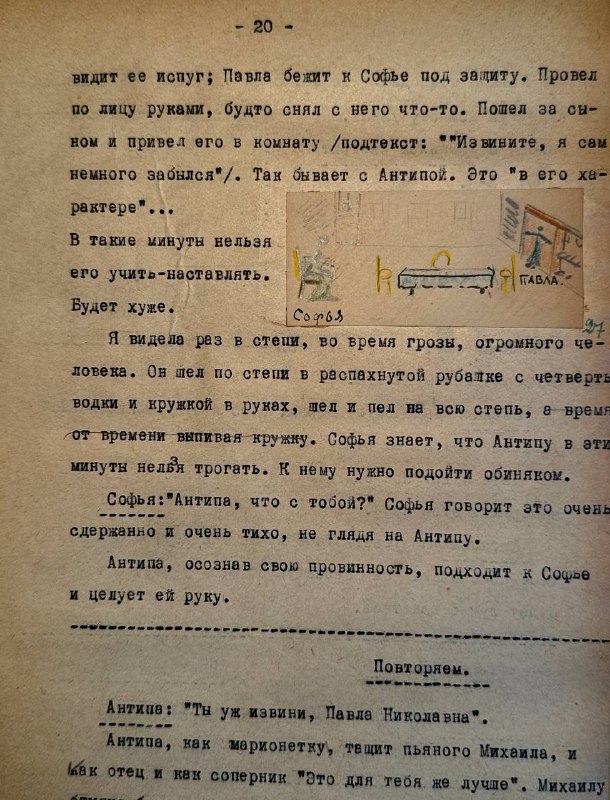 - 20 -
видит ее испуг; Павла бежит к Софье под защиту. Провел
по лицу руками, будто снял с него что-то. Пошел за сы-
ном и привел его в комнату /подтекст: ""Извините, я сам
немного забылся"/. Так бывает с Антипой. Это "в его ха-
рактере"...
В такие минуты нельзя
его учить-наставлять.
Будет хуже.
Софья
ПАВЛА.
27
Я видела раз в степи, во время грозы, огромного че-
ловека. Он шел по степи в распахнутой рубашке с четверть
водки и кружкой в руках, шел и пел на всю степь, а время
от времени выпивая кружку. Софья знает, что Антипу в эти
минуты нельзя трогать. К нему нужно подойти обиняком.
Софья: "Антипа, что с тобой?" Софья говорит это очень
сдержанно и очень тихо, не глядя на Антипу.
Антипа, осознав свою провинность, подходит к Софье
и целует ей руку.
Повторяем.
Антипа: "Ты уж извини, Павла Николавна".
Антипа, как марионетку, тащит пьяного Михаила, и
как отец и как соперник "Это для тебя же лучше". Михаилу